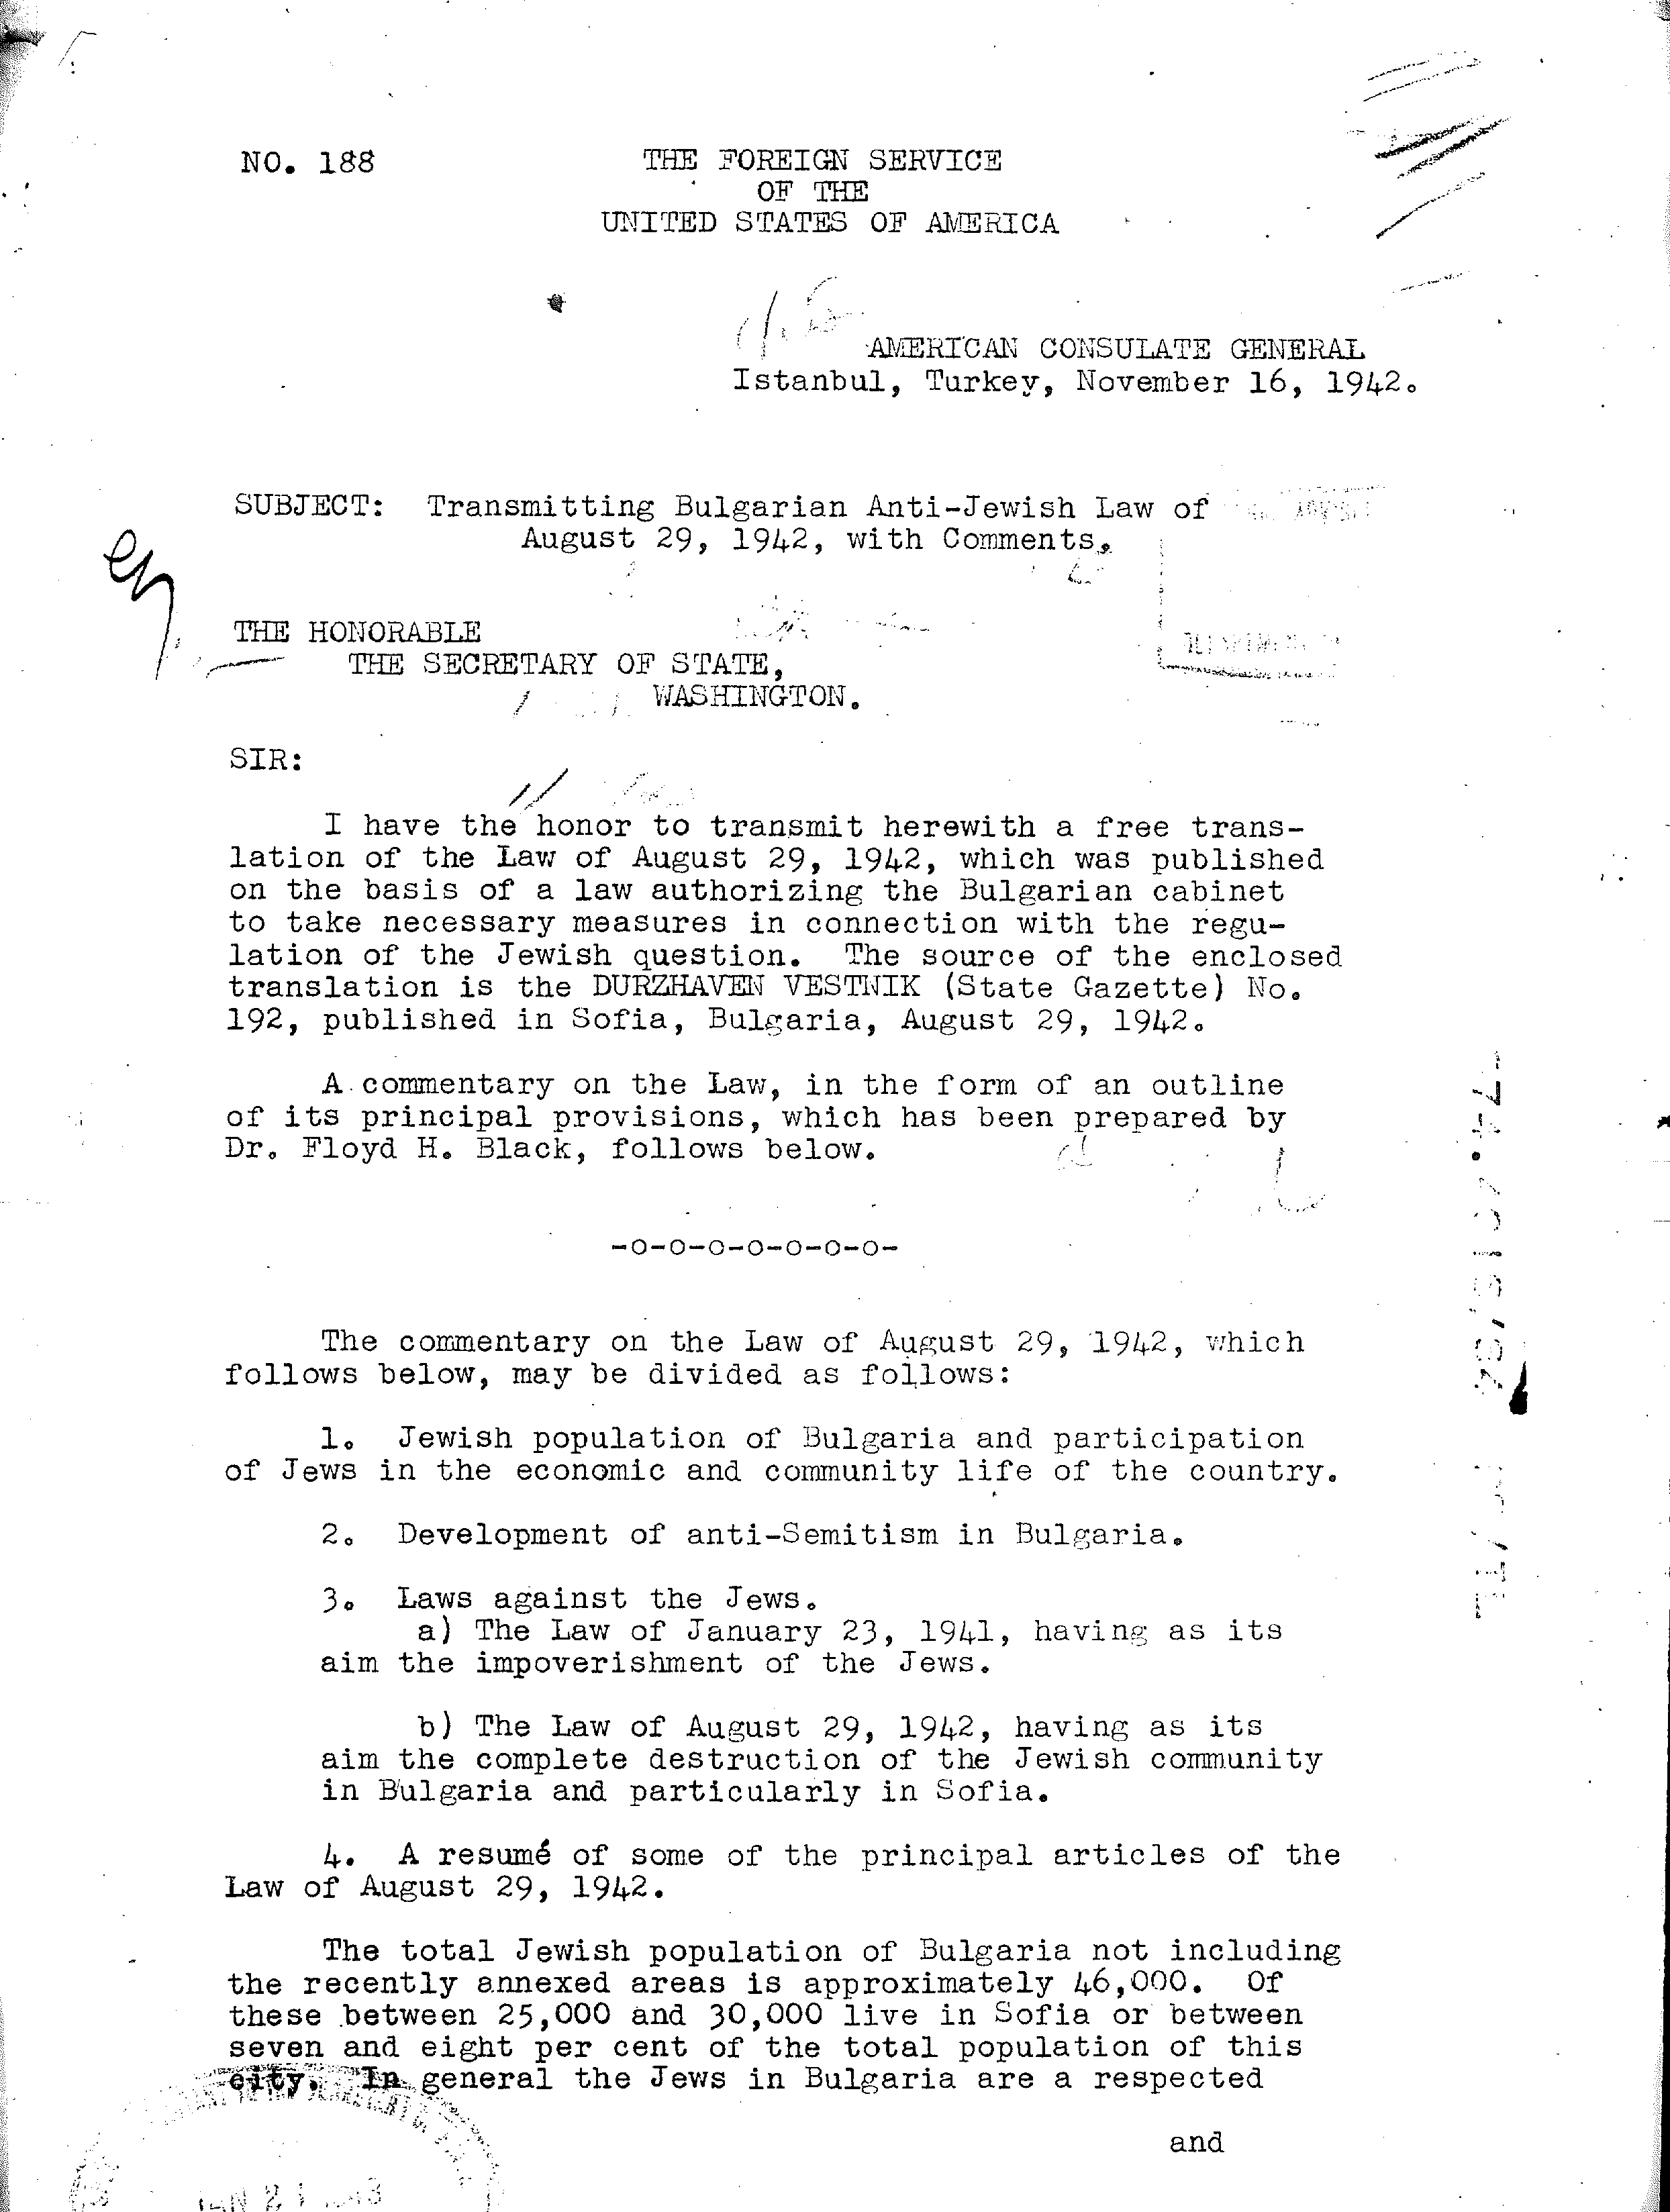 NO. 188
THE FOREIGN SERVICE
OF THE
UNITED STATES OF AMERICA
AMERICAN CONSULATE GENERAL
Istanbul, Turkey, November 16, 1942.
SUBJECT: Transmitting Bulgarian Anti-Jewish Law of
August 29, 1942, with Comments.
THE HONORABLE
THE SECRETARY OF STATE,
WASHINGTON.
SIR:
I have the honor to transmit herewith a free trans-
lation of the Law of August 29, 1942, which was published
on the basis of a law authorizing the Bulgarian cabinet
to take necessary measures in connection with the regu-
lation of the Jewish question. The source of the enclosed
translation is the DURZHAVEN VESTNIK (State Gazette) No.
192, published in Sofia, Bulgaria, August 29, 1942.
A commentary on the Law, in the form of an outline
of its principal provisions, which has been prepared by
Dr. Floyd H. Black, follows below.
-o-o-o-o-o-o-o-
The commentary on the Law of August 29, 1942, which
follows below, may be divided as follows:
1. Jewish population of Bulgaria and participation
of Jews in the economic and community life of the country.
2. Development of anti-Semitism in Bulgaria.
3. Laws against the Jews.
a) The Law of January 23, 1941, having as its
aim the impoverishment of the Jews.
b) The Law of August 29, 1942, having as its
aim the complete destruction of the Jewish community
in Bulgaria and particularly in Sofia.
4. A resumé of some of the principal articles of the
Law of August 29, 1942.
The total Jewish population of Bulgaria not including
the recently annexed areas is approximately 46,000. Of
these between 25,000 and 30,000 live in Sofia or between
seven and eight per cent of the total population of this
city. In general the Jews in Bulgaria are a respected
and